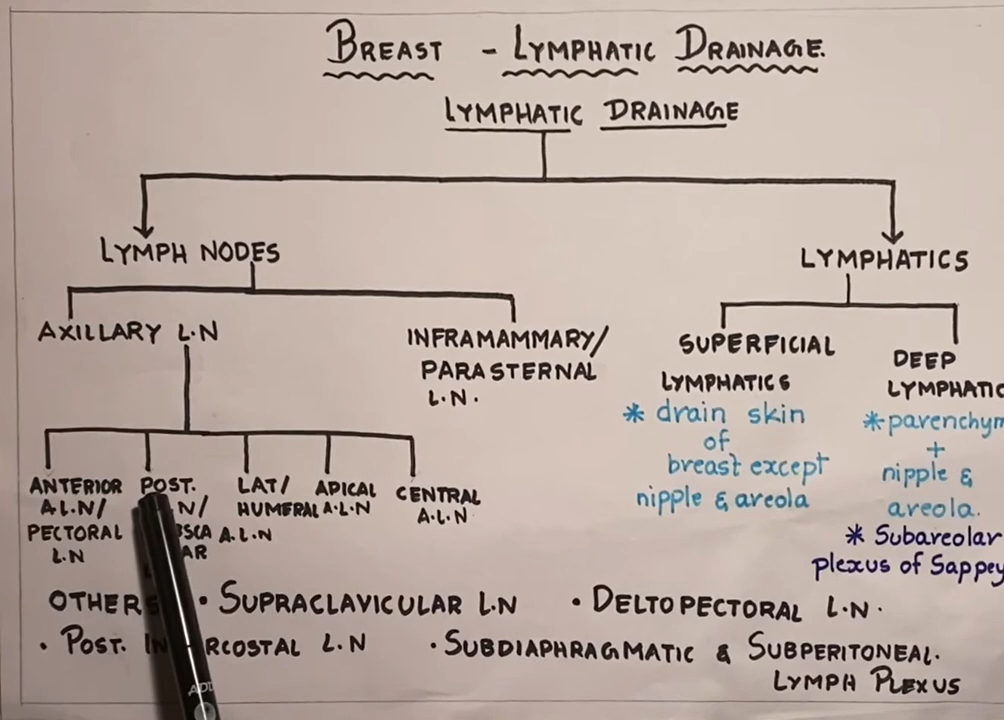 BREAST - LYMPHATIC DRAINAGE.
LYMPHATIC DRAINAGE
LYMPH NODES
LYMPHATICS
AXILLARY L.N
INFRAMAMMARY/
PARASTERNAL
L.N.
SUPERFICIAL
LYMPHATICS
* drain skin
of
breast except
nipple & areola
DEEP
LYMPHATIC
* parenchym
+
nipple &
areola.
* Subareolar
plexus of Sappey
ANTERIOR
A.L.N/
PECTORAL
L.N
POST.
N/
SCA
AR
LAT/
HUMERAL
A.L.N
APICAL
A.L.N
CENTRAL
A.L.N
OTHERS • SUPRACLAVICULAR L.N • DELTOPECTORAL L.N.
• POST. IN RCOSTAL L.N • SUBDIAPHRAGMATIC & SUBPERITONEAL.
LYMPH PLEXUS